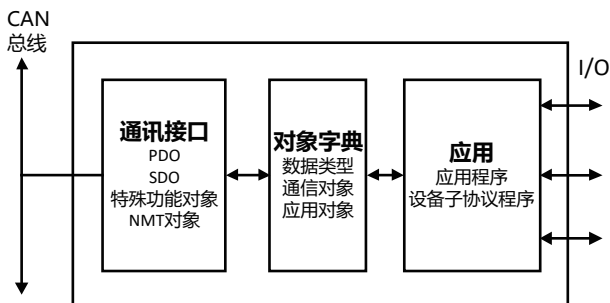 CAN
总线
I/O
通讯接口
PDO
SDO
特殊功能对象
NMT对象
对象字典
数据类型
通信对象
应用对象
应用
应用程序
设备子协议程序